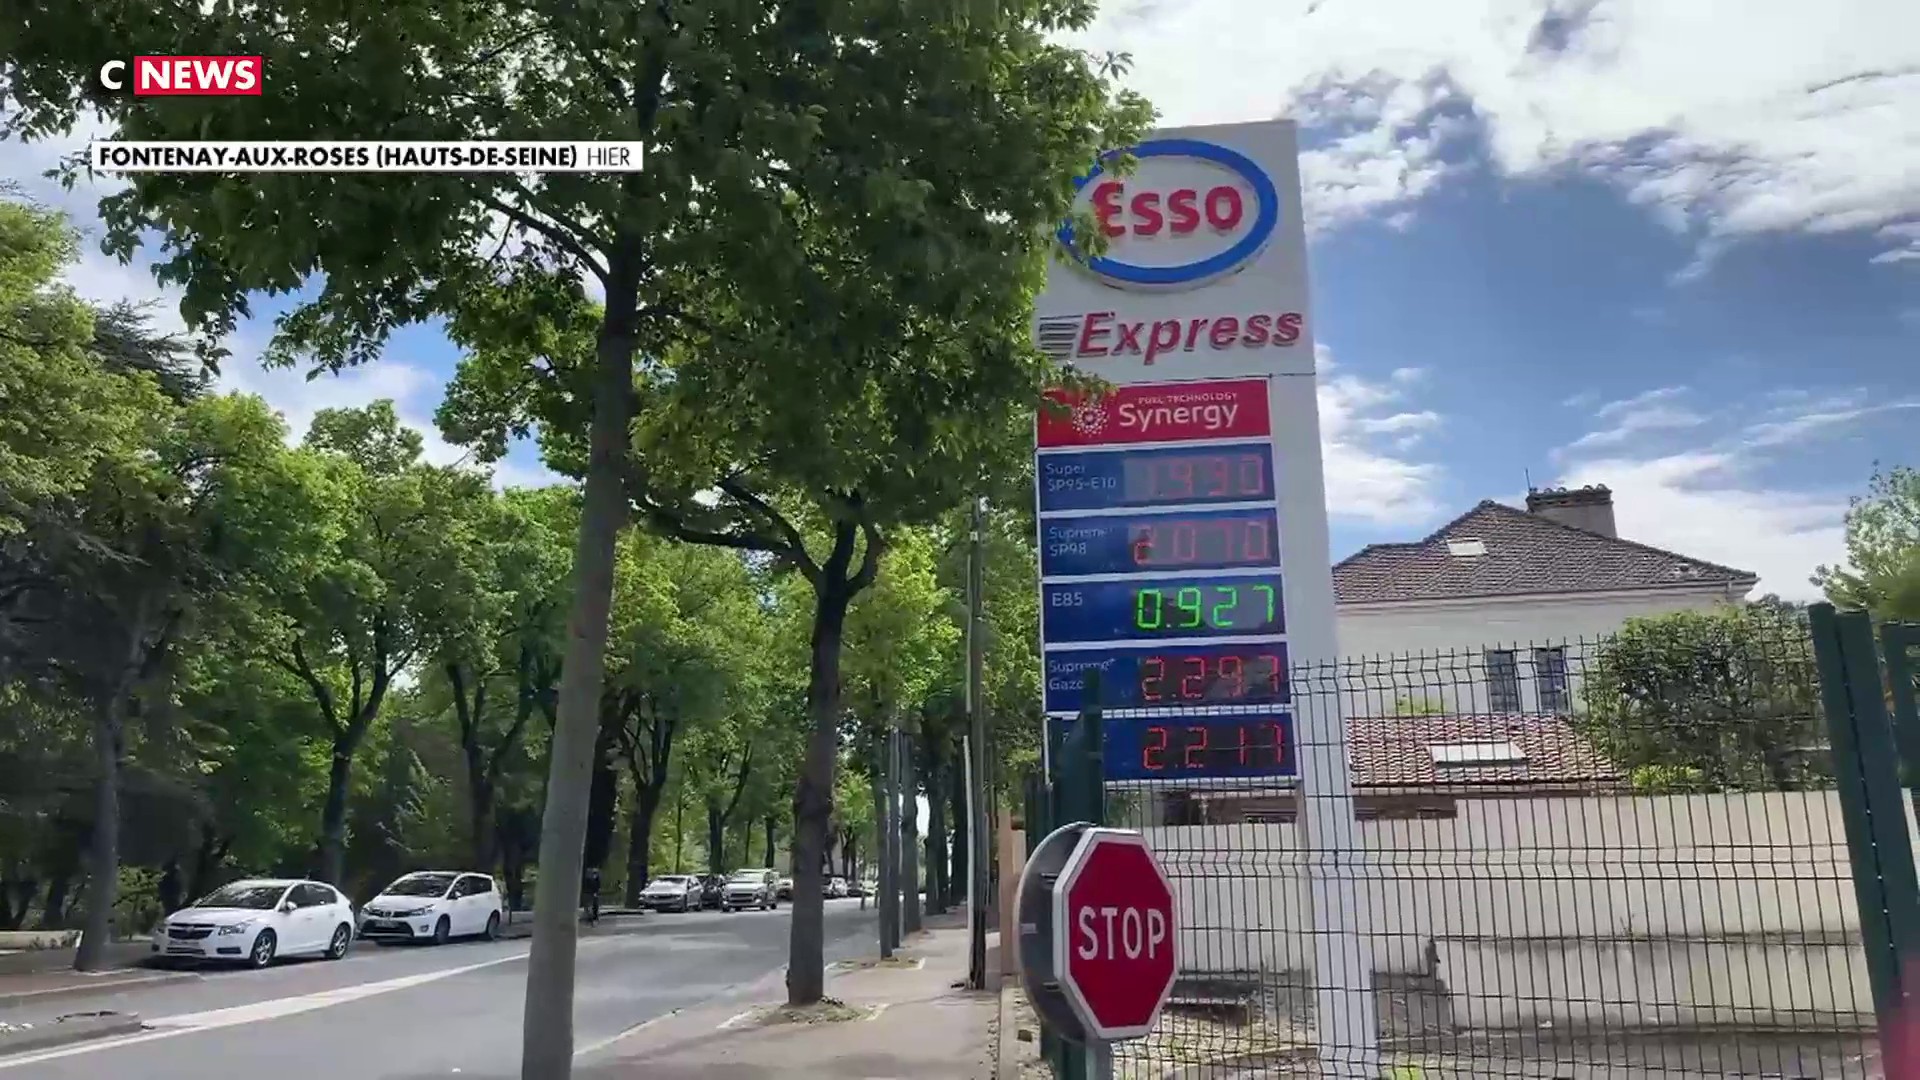 C NEWS
FONTENAY-AUX-ROSES (HAUTS-DE-SEINE) HIER
Esso
Express
FUEL TECHNOLOGY
Synergy
Super
SP95-E10 1.990
Supreme+
SP98 2.070
E85 0.927
Supreme+
Gazo 2.297
2.217
STOP